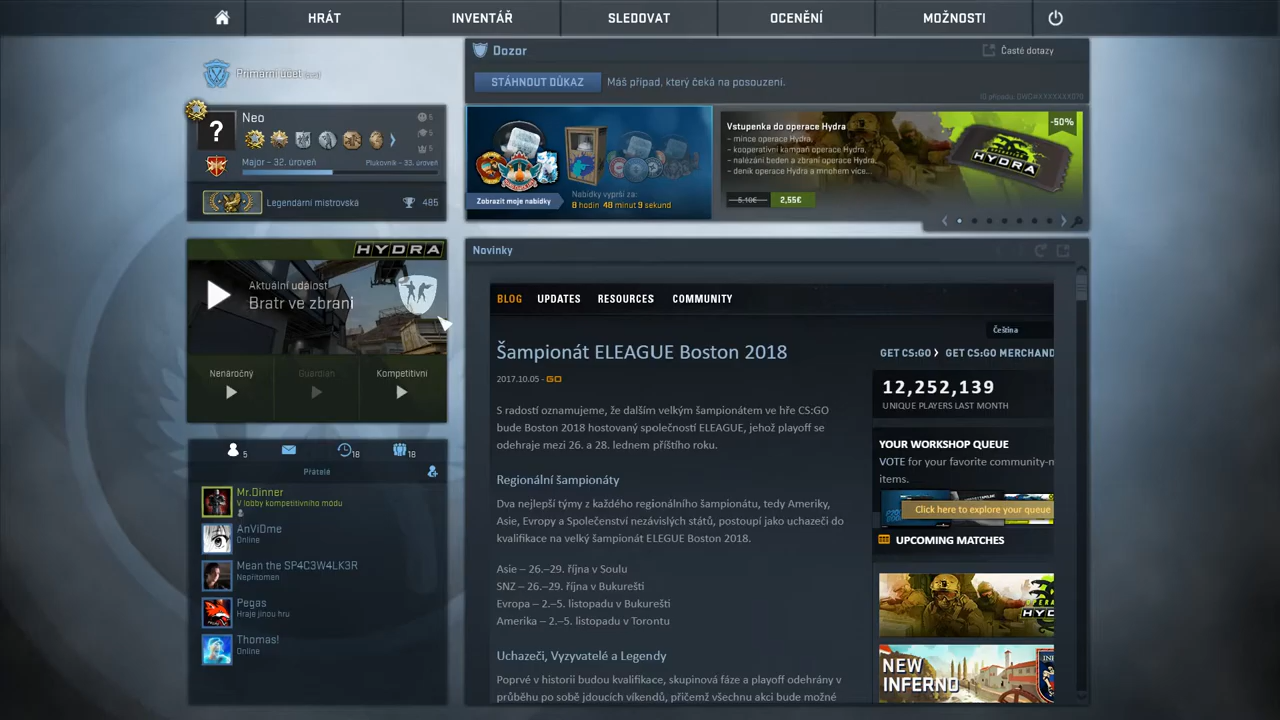 HRÁT
INVENTÁŘ
SLEDOVAT
OCENĚNÍ
MOŽNOSTI
Primární účet
Neo
?
6
5
5
Major - 32. úroveň
Plukovník - 33. úroveň
Legendární mistrovská
485
Dozor
Časté dotazy
STÁHNOUT DŮKAZ
Máš případ, který čeká na posouzení.
Zobrazit moje nabídky
Nabídky vyprší za:
8 hodin 48 minut 9 sekund
Vstupenka do operace Hydra
– mince operace Hydra,
– kooperativní kampaň operace Hydra,
– nalézání beden a zbraní operace Hydra,
– deník operace Hydra a mnohem více...
5,10€
2,55€
-50%
HYDRA
HYDRA
Aktuální událost
Bratr ve zbrani
Nenáročný
Guardian
Kompetitivní
5
18
18
Přátelé
Mr.Dinner
V lobby kompetitivního módu
AnViDme
Online
Mean the SP4C3W4LK3R
Nepřítomen
Pegas
Hraje jinou hru
Thomas!
Online
Novinky
BLOG
UPDATES
RESOURCES
COMMUNITY
Čeština
Šampionát ELEAGUE Boston 2018
2017.10.05 - GO
S radostí oznamujeme, že dalším velkým šampionátem ve hře CS:GO
bude Boston 2018 hostovaný společností ELEAGUE, jehož playoff se
odehraje mezi 26. a 28. lednem příštího roku.
Regionální šampionáty
Dva nejlepší týmy z každého regionálního šampionátu, tedy Ameriky,
Asie, Evropy a Společenství nezávislých států, postoupí jako uchazeči do
kvalifikace na velký šampionát ELEGUE Boston 2018.
Asie – 26.–29. října v Soulu
SNZ – 26.–29. října v Bukurešti
Evropa – 2.–5. listopadu v Bukurešti
Amerika – 2.–5. listopadu v Torontu
Uchazeči, Vyzyvatelé a Legendy
Poprvé v historii budou kvalifikace, skupinová fáze a playoff odehrány v
průběhu po sobě jdoucích víkendů, přičemž všechnu akci bude možné
GET CS:GO
GET CS:GO MERCHAND
12,252,139
UNIQUE PLAYERS LAST MONTH
YOUR WORKSHOP QUEUE
VOTE for your favorite community-m
items.
Click here to explore your queue
UPCOMING MATCHES
HYD
NEW
INFERNO